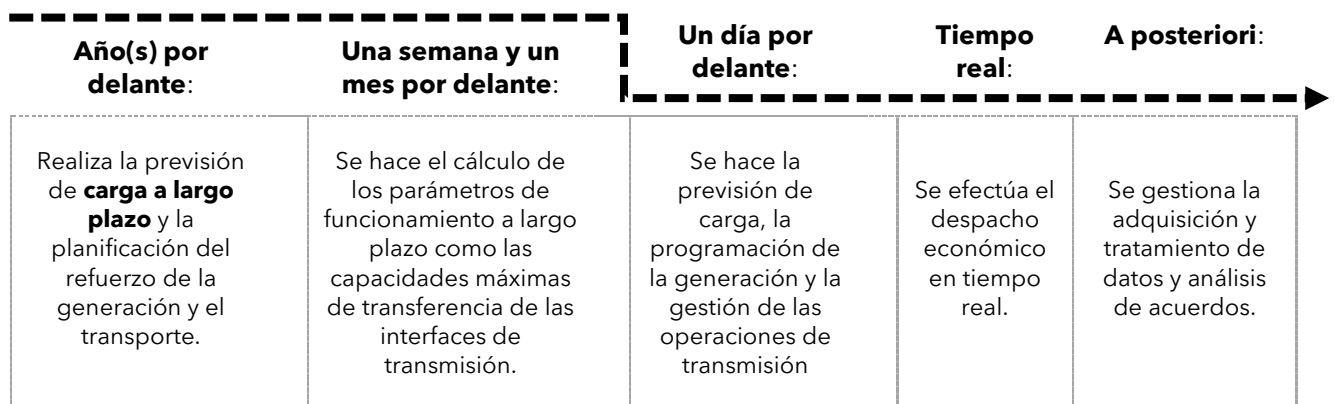 Año(s) por
delante:
Una semana y un
mes por delante:
Un día por
delante:
Tiempo
real:
A posteriori:
Realiza la previsión
de carga a largo
plazo y la
planificación del
refuerzo de la
generación y el
transporte.
Se hace el cálculo de
los parámetros de
funcionamiento a largo
plazo como las
capacidades máximas
de transferencia de las
interfaces de
transmisión.
Se hace la
previsión de
carga, la
programación de
la generación y la
gestión de las
operaciones de
transmisión
Se efectúa el
despacho
económico
en tiempo
real.
Se gestiona la
adquisición y
tratamiento de
datos y análisis
de acuerdos.